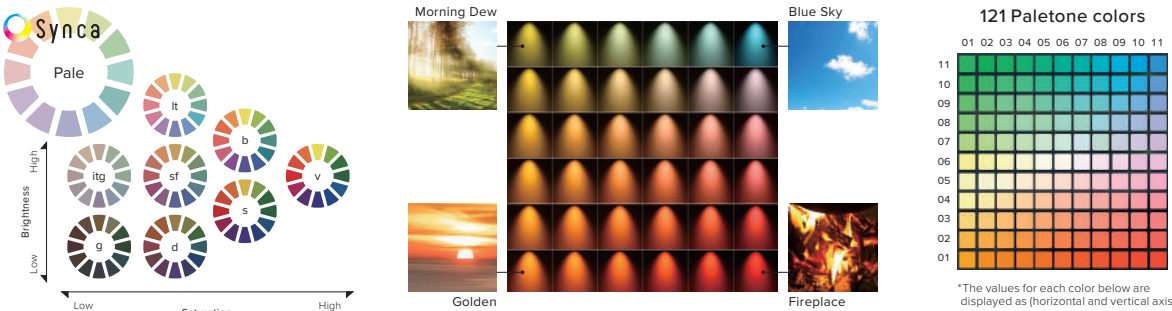 Synca
Pale
lt
b
itg
sf
v
s
g
d
High
Brightness
Low
Low
High
Saturation
Morning Dew
Blue Sky
Golden
Fireplace
121 Paletone colors
01 02 03 04 05 06 07 08 09 10 11
11
10
09
08
07
06
05
04
03
02
01
*The values for each color below are
displayed as (horizontal and vertical axis